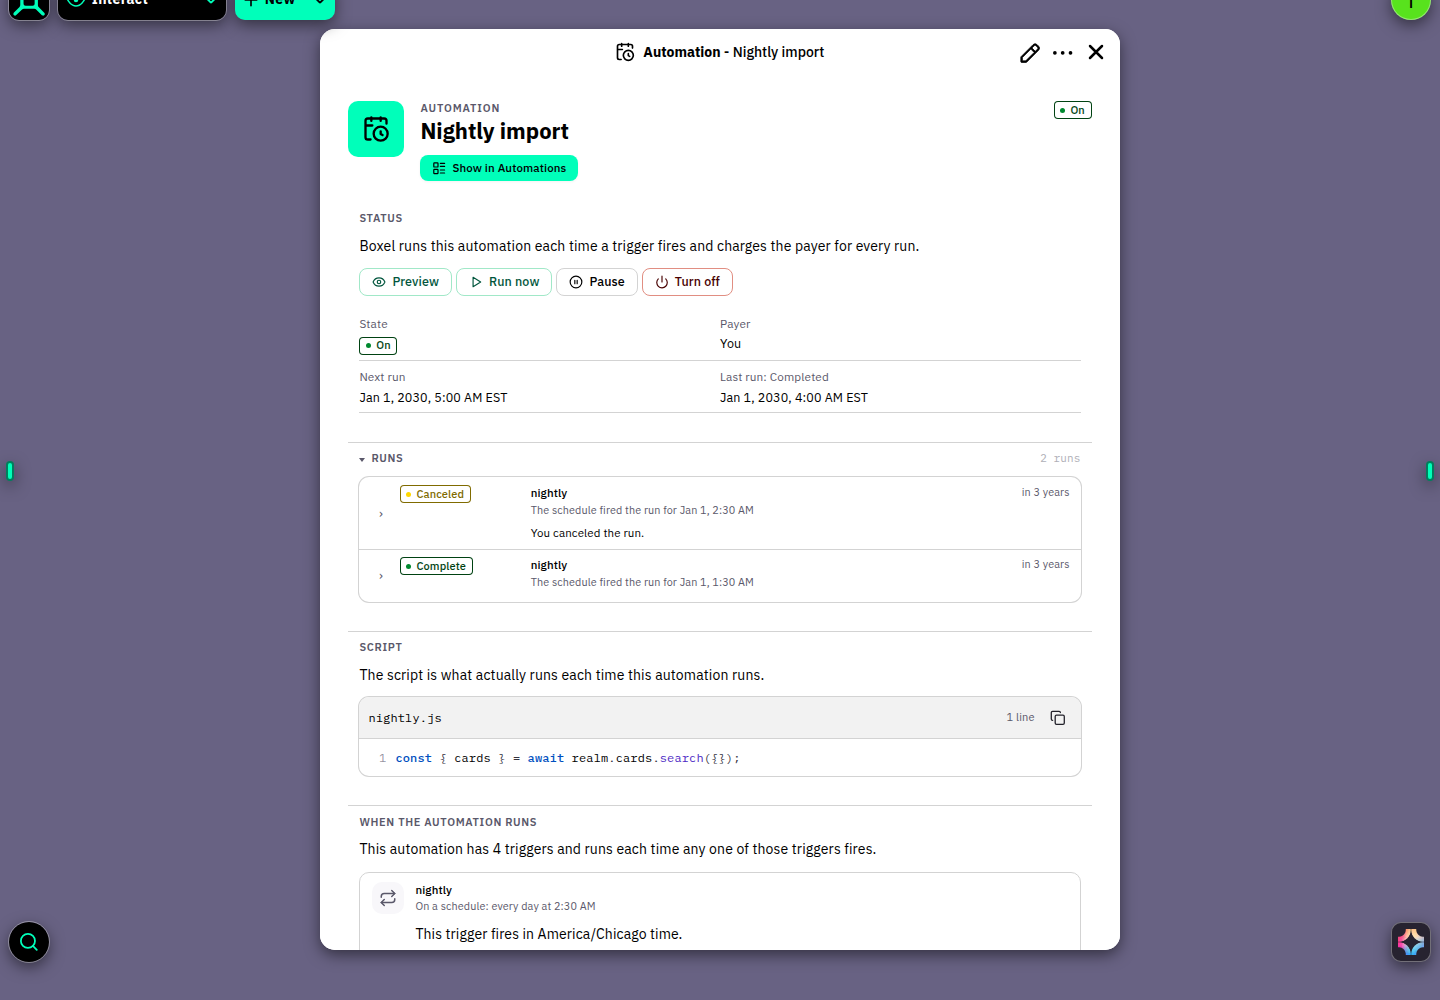 Interact
New
Automation - Nightly import
AUTOMATION
Nightly import
On
Show in Automations
STATUS
Boxel runs this automation each time a trigger fires and charges the payer for every run.
Preview
Run now
Pause
Turn off
State
Payer
On
You
Next run
Last run: Completed
Jan 1, 2030, 5:00 AM EST
Jan 1, 2030, 4:00 AM EST
RUNS
2 runs
Canceled
nightly
in 3 years
The schedule fired the run for Jan 1, 2:30 AM
You canceled the run.
Complete
nightly
in 3 years
The schedule fired the run for Jan 1, 1:30 AM
SCRIPT
The script is what actually runs each time this automation runs.
nightly.js
1 line
1 const { cards } = await realm.cards.search({});
WHEN THE AUTOMATION RUNS
This automation has 4 triggers and runs each time any one of those triggers fires.
nightly
On a schedule: every day at 2:30 AM
This trigger fires in America/Chicago time.